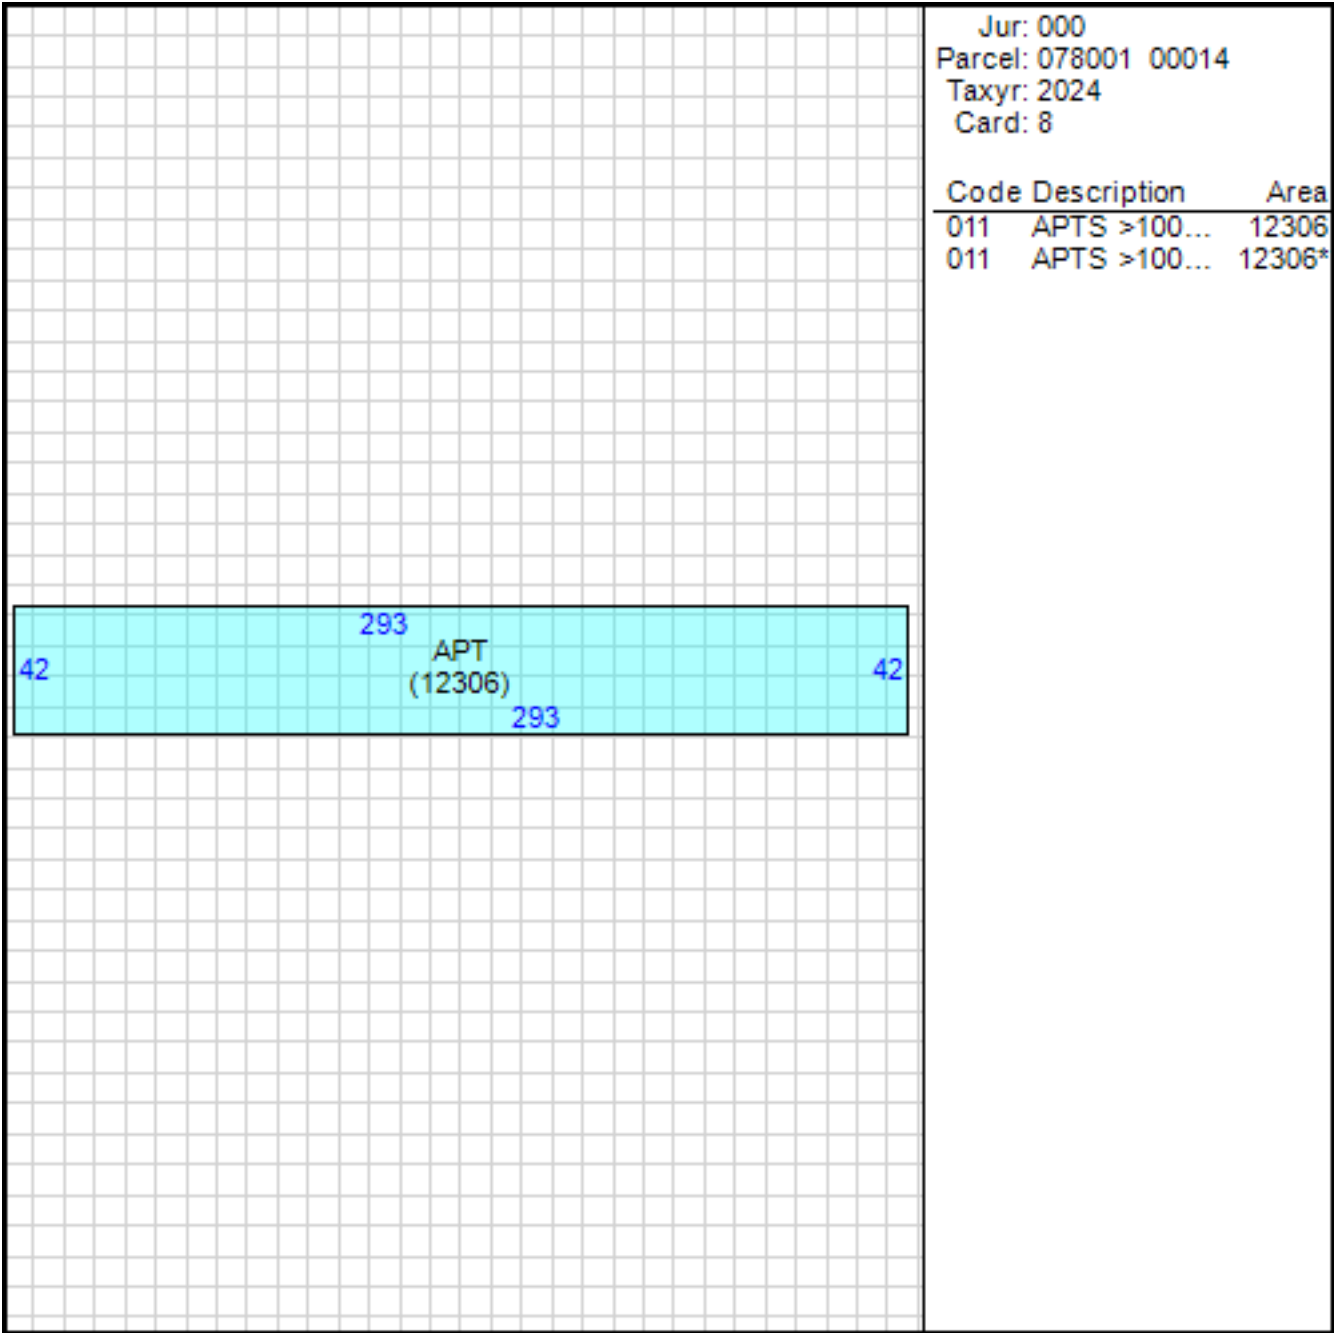 Jur: 000
Parcel: 078001 00014
Taxyr: 2024
Card: 8
Code Description Area
011 APTS >100... 12306
011 APTS >100... 12306*
293
APT
42 42
(12306)
293